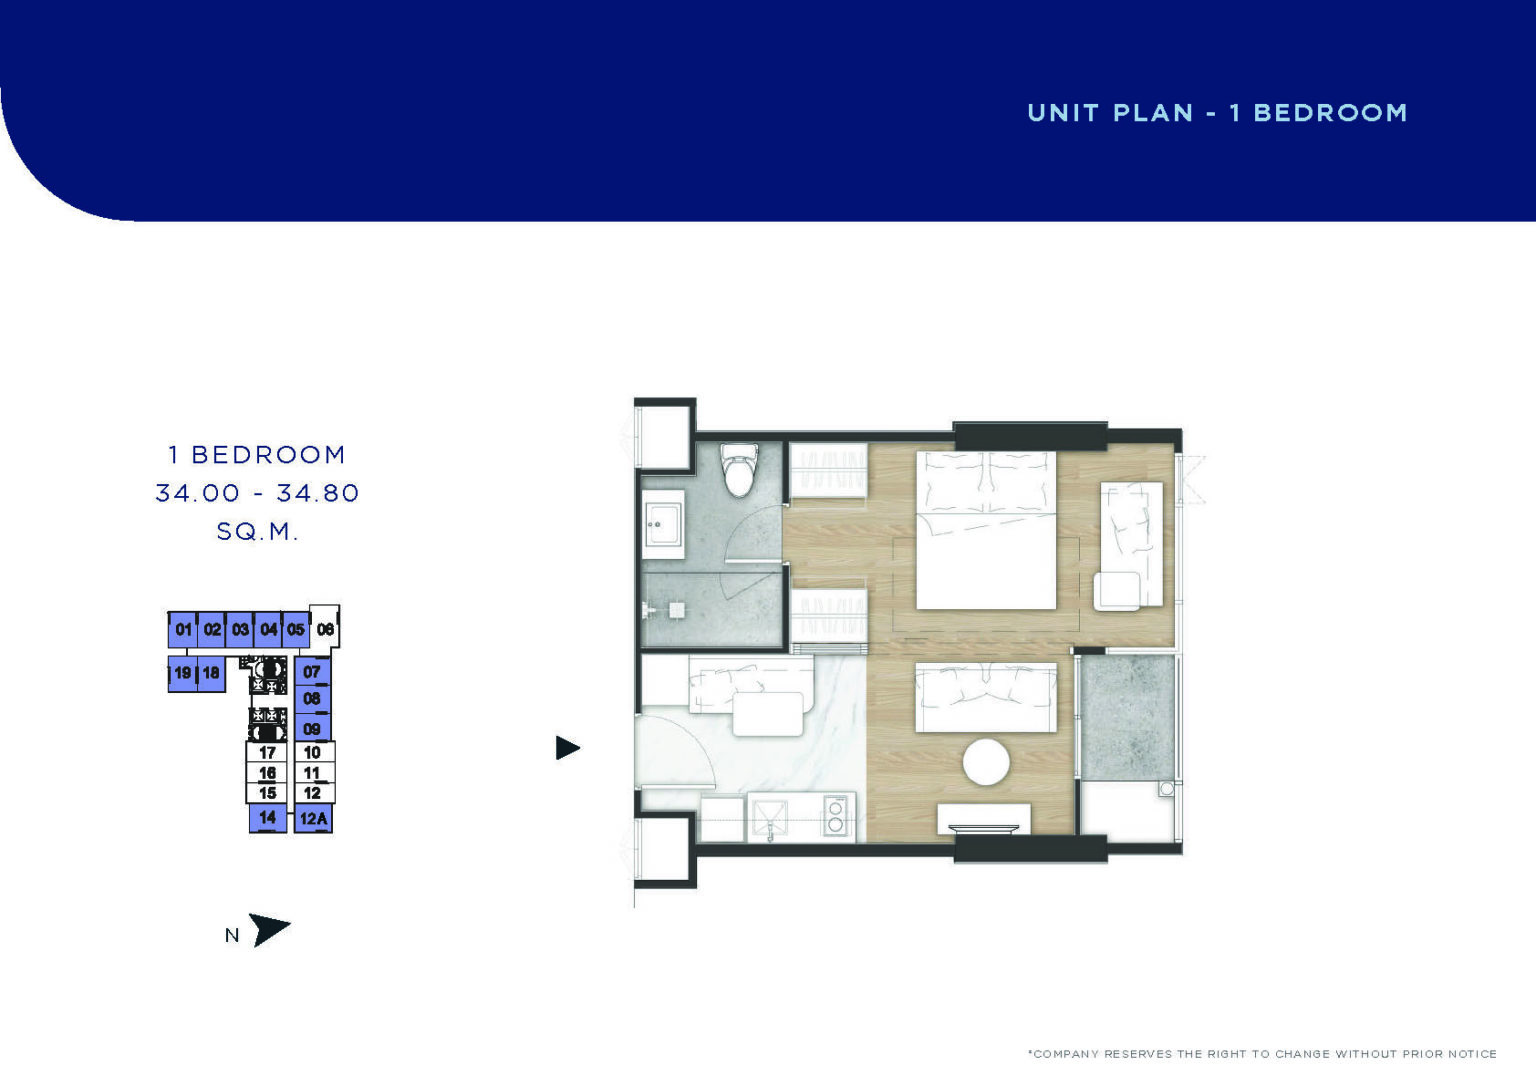 UNIT PLAN - 1 BEDROOM
1 BEDROOM
34.00 - 34.80
SQ.M.
01 02 03 04 05 06
19 18 07
08
09
17 10
16 11
15 12
14 12A
N
*COMPANY RESERVES THE RIGHT TO CHANGE WITHOUT PRIOR NOTICE